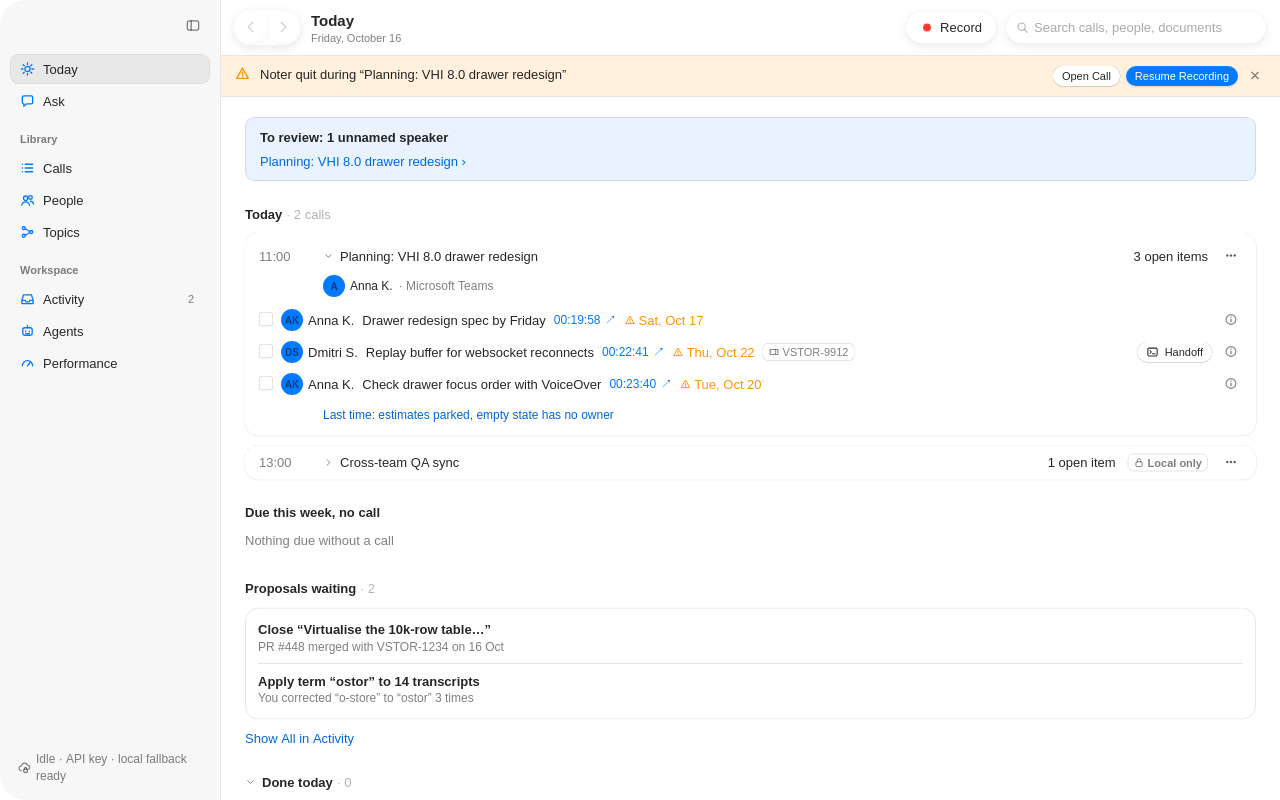 Today
Friday, October 16
Record
Search calls, people, documents
Today
Ask
Library
Calls
People
Topics
Workspace
Activity 2
Agents
Performance
Idle · API key · local fallback
ready
Noter quit during “Planning: VHI 8.0 drawer redesign”
Open Call
Resume Recording
To review: 1 unnamed speaker
Planning: VHI 8.0 drawer redesign ›
Today · 2 calls
11:00 Planning: VHI 8.0 drawer redesign 3 open items
A Anna K. · Microsoft Teams
AK Anna K. Drawer redesign spec by Friday 00:19:58 Sat, Oct 17
DS Dmitri S. Replay buffer for websocket reconnects 00:22:41 Thu, Oct 22 VSTOR-9912 Handoff
AK Anna K. Check drawer focus order with VoiceOver 00:23:40 Tue, Oct 20
Last time: estimates parked, empty state has no owner
13:00 Cross-team QA sync 1 open item Local only
Due this week, no call
Nothing due without a call
Proposals waiting · 2
Close “Virtualise the 10k-row table…”
PR #448 merged with VSTOR-1234 on 16 Oct
Apply term “ostor” to 14 transcripts
You corrected “o-store” to “ostor” 3 times
Show All in Activity
Done today · 0